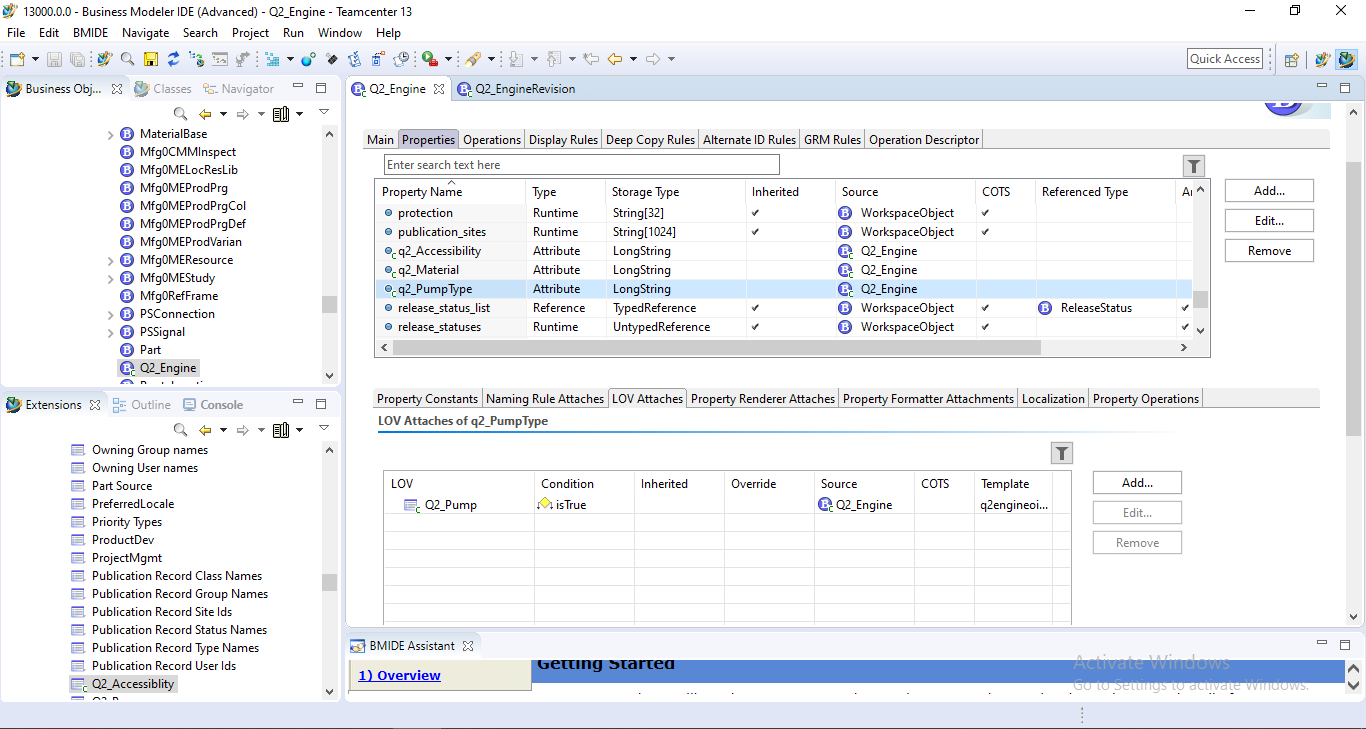 13000.0.0 - Business Modeler IDE (Advanced) - Q2_Engine - Teamcenter 13
File Edit BMIDE Navigate Search Project Run Window Help
Quick Access
Business Obj... Classes Navigator
MaterialBase
Mfg0CMMInspect
Mfg0MELocResLib
Mfg0MEProdPrg
Mfg0MEProdPrgCol
Mfg0MEProdPrgDef
Mfg0MEProdVarian
Mfg0MEResource
Mfg0MEStudy
Mfg0RefFrame
PSConnection
PSSignal
Part
Q2_Engine
Extensions Outline Console
Owning Group names
Owning User names
Part Source
PreferredLocale
Priority Types
ProductDev
ProjectMgmt
Publication Record Class Names
Publication Record Group Names
Publication Record Site Ids
Publication Record Status Names
Publication Record Type Names
Publication Record User Ids
Q2_Accessiblity
Q2_Engine Q2_EngineRevision
Main Properties Operations Display Rules Deep Copy Rules Alternate ID Rules GRM Rules Operation Descriptor
Enter search text here
Property Name Type Storage Type Inherited Source COTS Referenced Type
protection Runtime String[32] WorkspaceObject
publication_sites Runtime String[1024] WorkspaceObject
q2_Accessibility Attribute LongString Q2_Engine
q2_Material Attribute LongString Q2_Engine
q2_PumpType Attribute LongString Q2_Engine
release_status_list Reference TypedReference WorkspaceObject ReleaseStatus
release_statuses Runtime UntypedReference WorkspaceObject
Add...
Edit...
Remove
Property Constants Naming Rule Attaches LOV Attaches Property Renderer Attaches Property Formatter Attachments Localization Property Operations
LOV Attaches of q2_PumpType
LOV Condition Inherited Override Source COTS Template
Q2_Pump isTrue Q2_Engine q2engineoi...
Add...
Edit...
Remove
BMIDE Assistant
1) Overview
Getting Started
Activate Windows
Go to Settings to activate Windows.